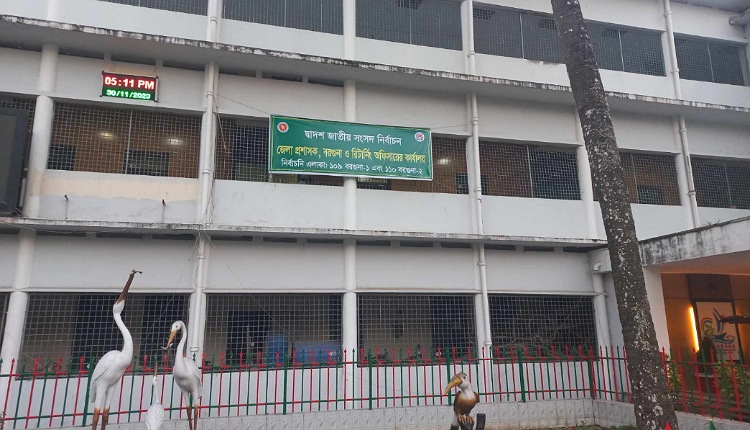 05:11 PM
30/11/2023
দ্বাদশ জাতীয় সংসদ নির্বাচন
জেলা প্রশাসক, বরগুনা ও রিটার্নিং অফিসারের কার্যালয়
নির্বাচনি এলাকা: ১০৯ বরগুনা-১ এবং ১১০ বরগুনা-২